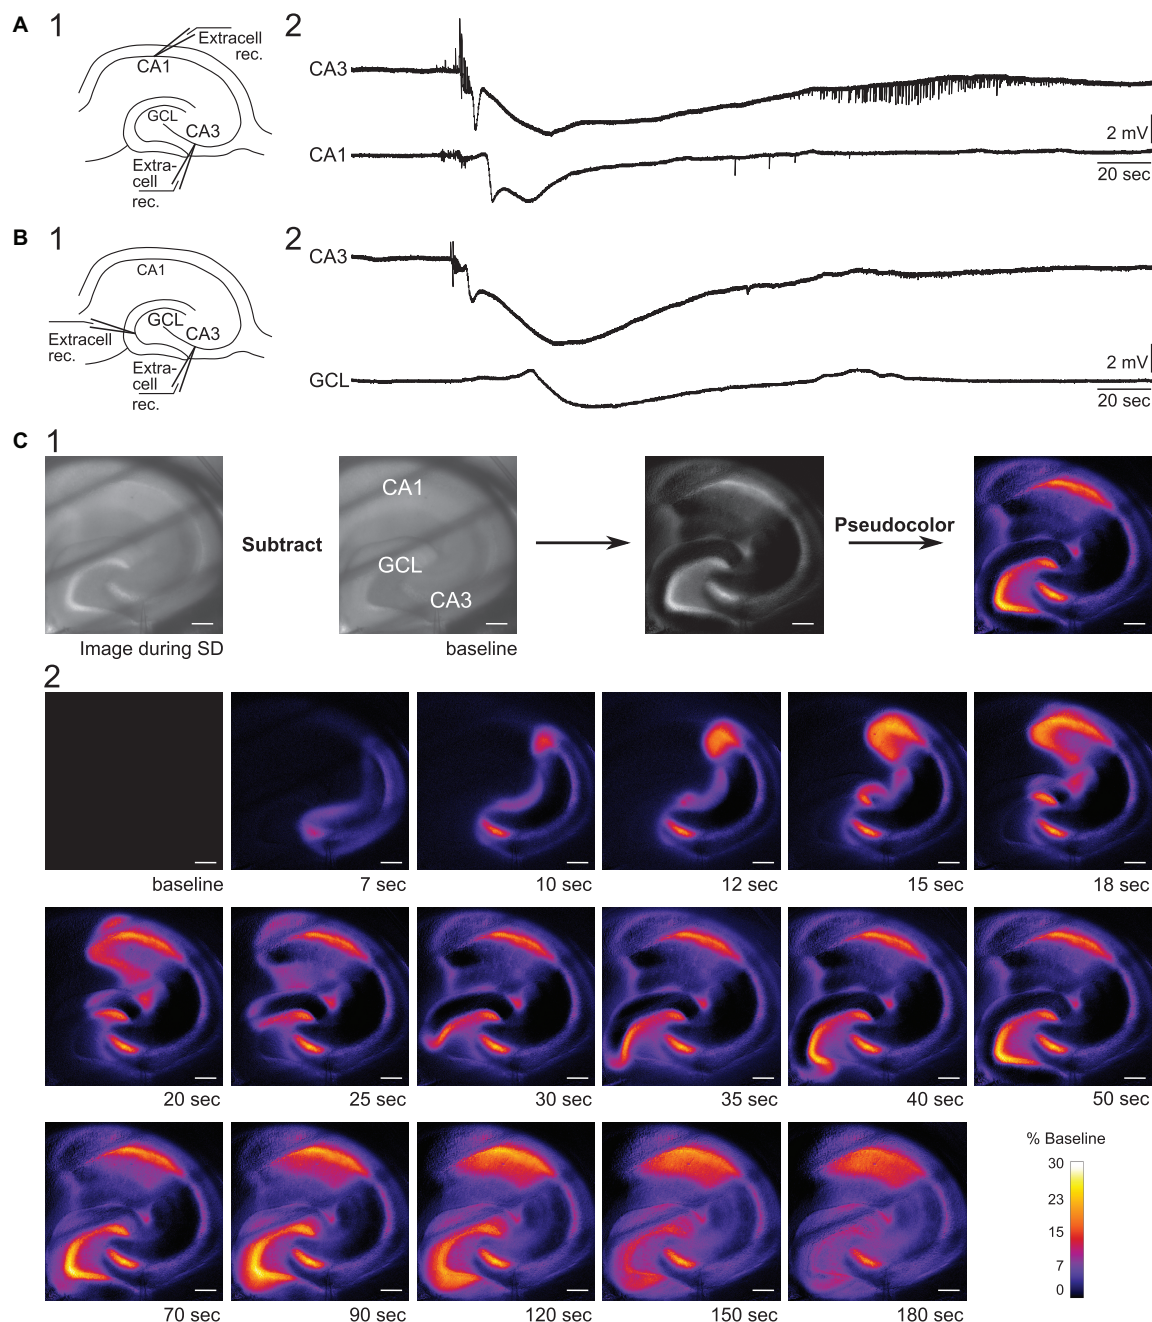 A
1
Extracell
rec.
CA1
GCL
CA3
Extra-
cell
rec.
2
CA3
CA1
2 mV
20 sec
B
1
CA1
GCL
CA3
Extracell
rec.
Extra-
cell
rec.
2
CA3
GCL
2 mV
20 sec
C
1
Image during SD
Subtract
CA1
GCL
CA3
baseline
Pseudocolor
2
baseline
7 sec
10 sec
12 sec
15 sec
18 sec
20 sec
25 sec
30 sec
35 sec
40 sec
50 sec
70 sec
90 sec
120 sec
150 sec
180 sec
% Baseline
30
23
15
7
0